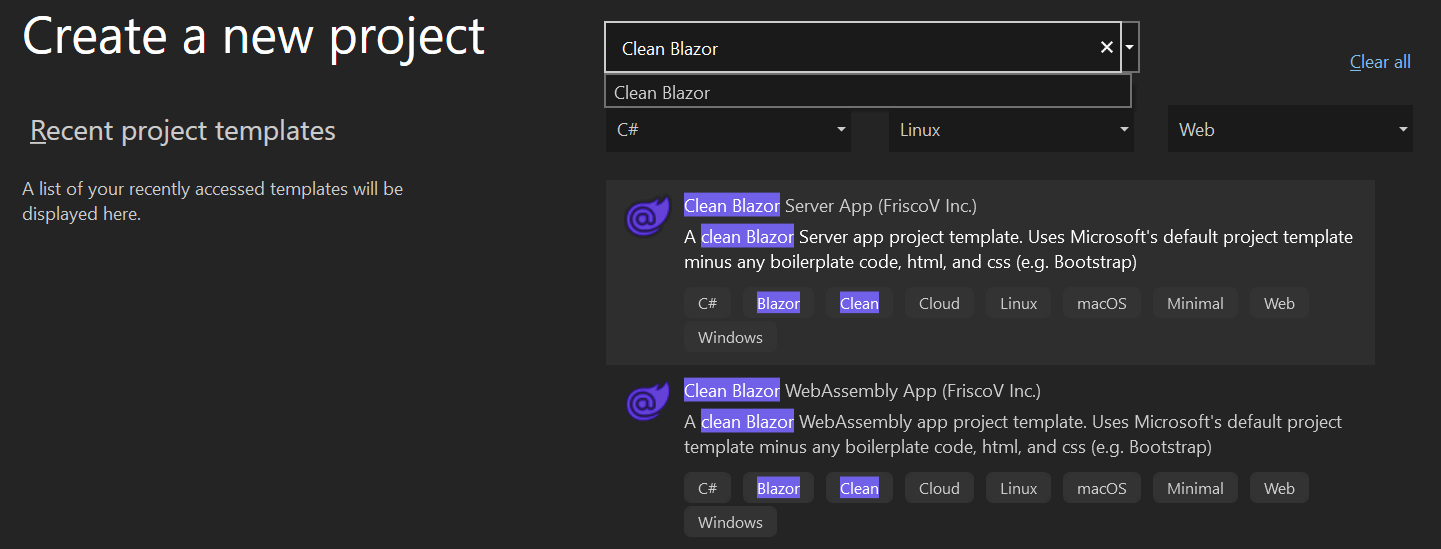 Create a new project
Clean Blazor
Clean Blazor
Clear all
Recent project templates
A list of your recently accessed templates will be
displayed here.
C#
Linux
Web
Clean Blazor Server App (FriscoV Inc.)
A clean Blazor Server app project template. Uses Microsoft's default project template
minus any boilerplate code, html, and css (e.g. Bootstrap)
C# Blazor Clean Cloud Linux macOS Minimal Web
Windows
Clean Blazor WebAssembly App (FriscoV Inc.)
A clean Blazor WebAssembly app project template. Uses Microsoft's default project
template minus any boilerplate code, html, and css (e.g. Bootstrap)
C# Blazor Clean Cloud Linux macOS Minimal Web
Windows